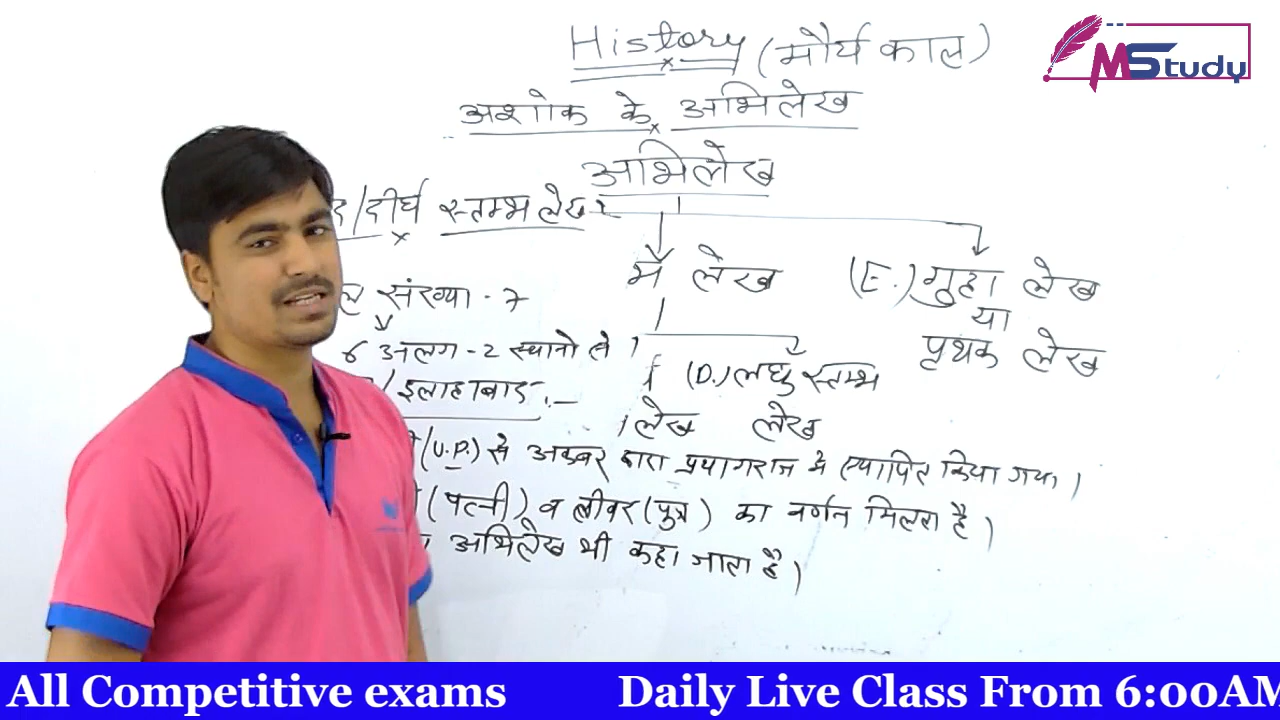 History (मौर्य काल)
MStudy
अशोक के अभिलेख
अभिलेख
/दीर्घ स्तम्भ लेख
लेख (E.) गुहा लेख
या
संख्या - 7
पृथक लेख
6 अलग-2 स्थानो से
(D.) लघु स्तम्भ
/इलाहाबाद :-
लेख लेख
(U.P.) से अकबर द्वारा प्रयागराज मे स्थापित किया गया।
(पत्नी) व तीवर (पुत्र) का वर्णन मिलता है।
अभिलेख भी कहा जाता है।
All Competitive exams Daily Live Class From 6:00AM